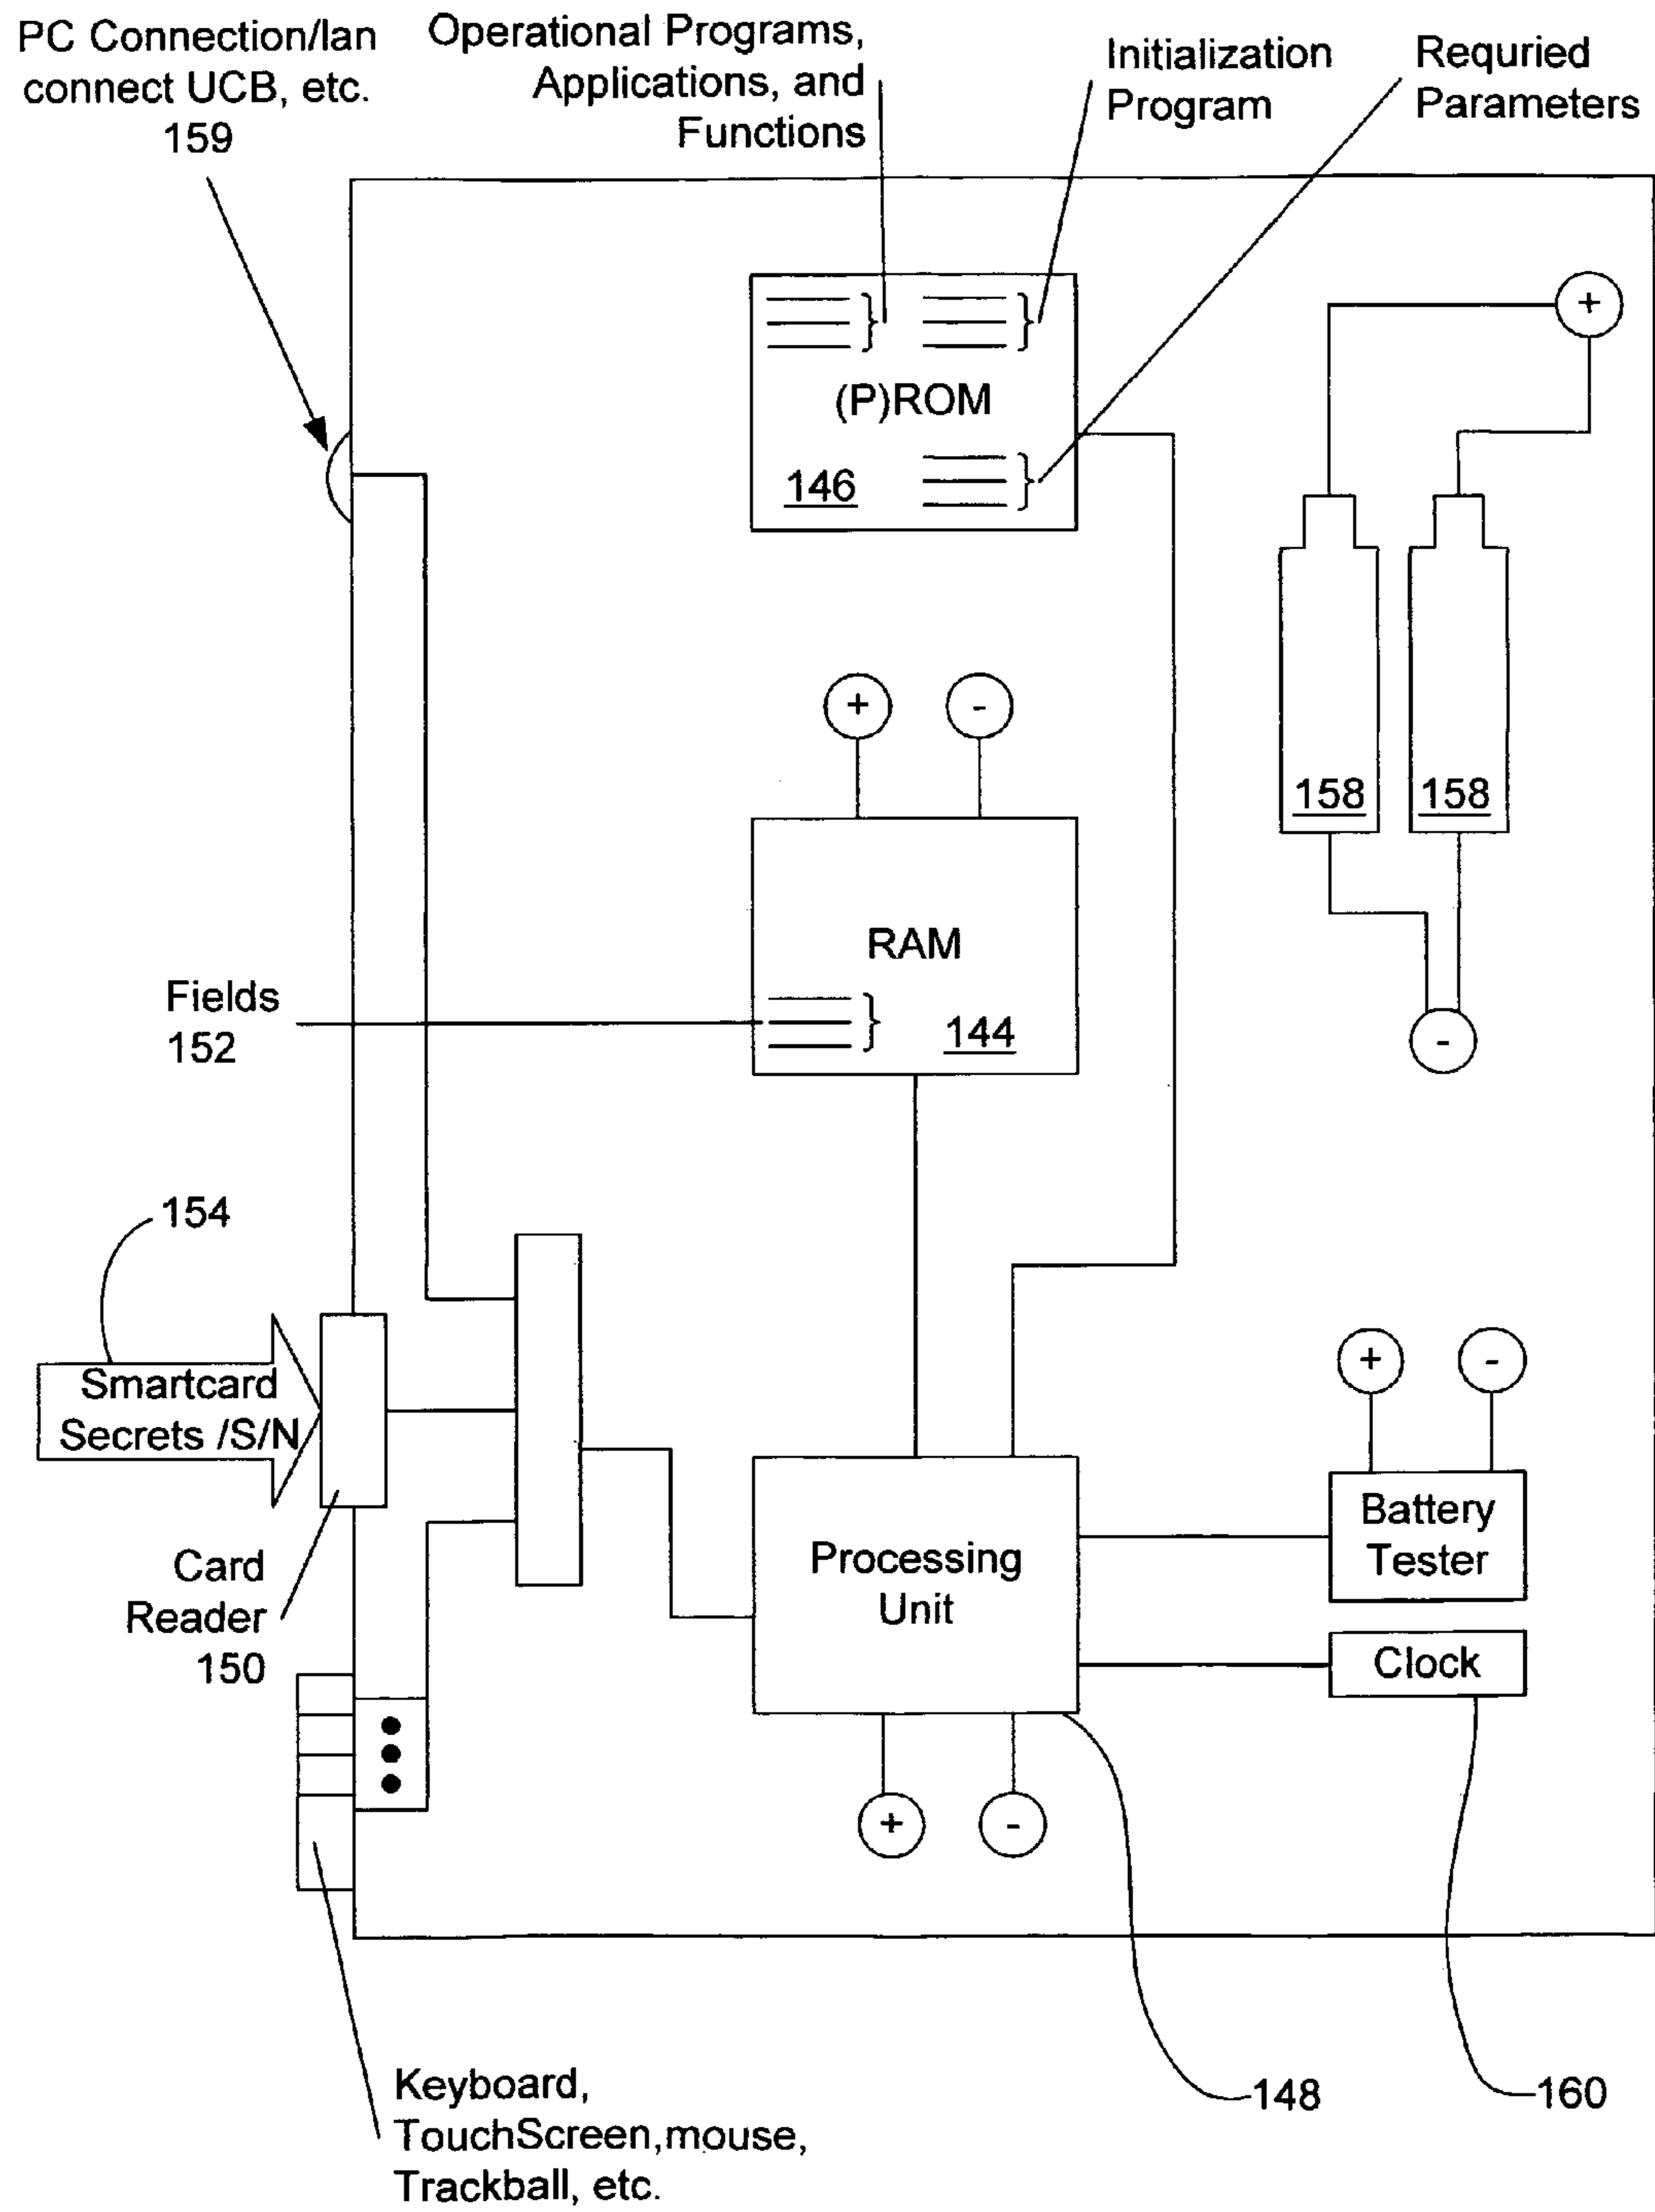 PC Connection/lan
connect UCB, etc.
159
Operational Programs,
Applications, and
Functions
Initialization
Program
Requried
Parameters
(P)ROM
146
+
158
158
-
+
-
RAM
144
Fields
152
154
Smartcard
Secrets /S/N
Card
Reader
150
Processing
Unit
+
-
+
-
Battery
Tester
Clock
148
160
Keyboard,
TouchScreen,mouse,
Trackball, etc.